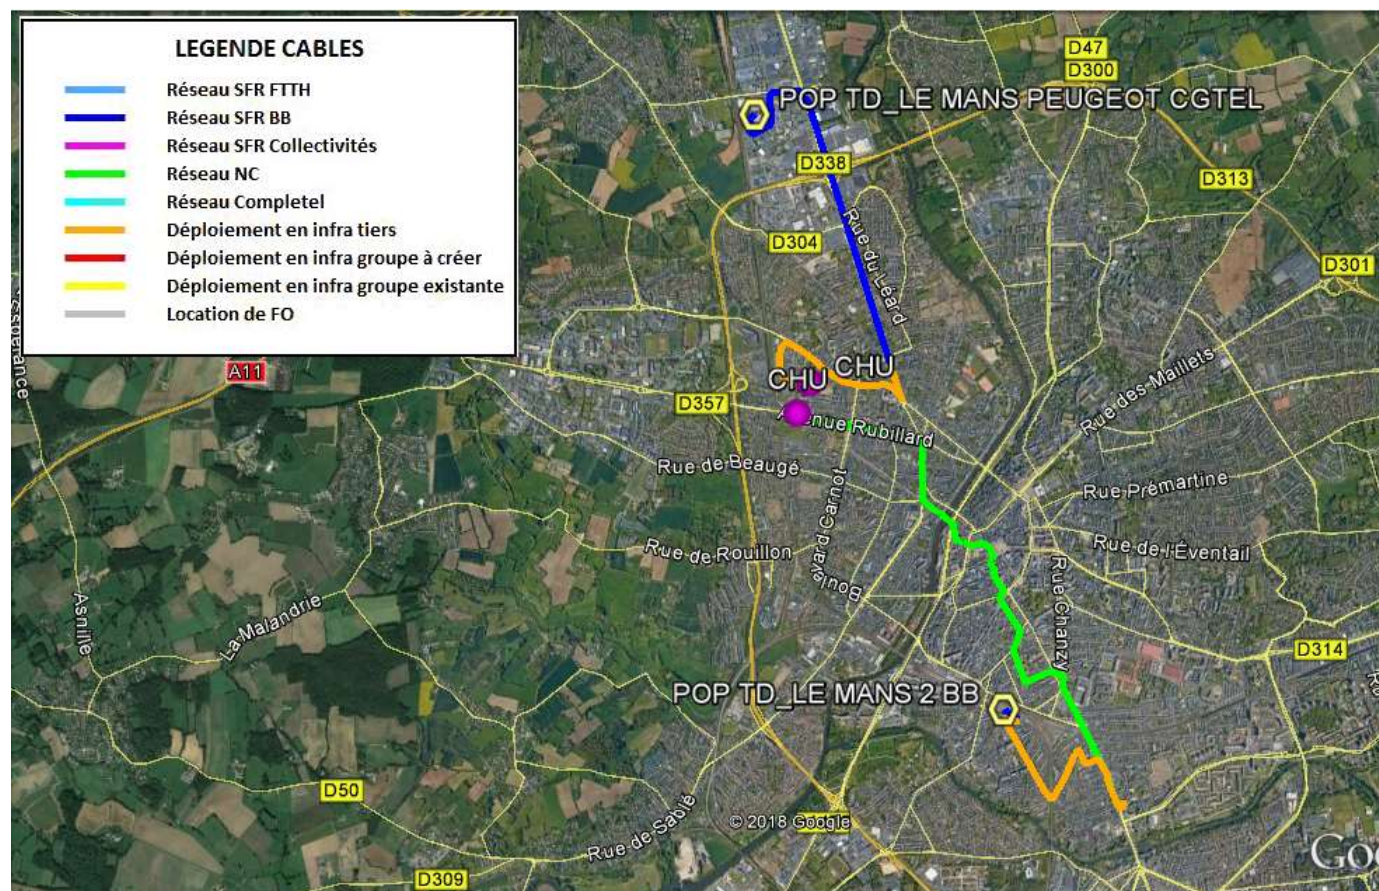 LEGENDE CABLES
Réseau SFR FTTH
Réseau SFR BB
Réseau SFR Collectivités
Réseau NC
Réseau Completel
Déploiement en infra tiers
Déploiement en infra groupe à créer
Déploiement en infra groupe existante
Location de FO
D47
D300
POP TD_LE MANS PEUGEOT CGTEL
D338
D313
Rue du Léard
D304
D301
A11
CHU
CHU
Rue des Maillets
D357
Rubillard
Rue de Beaugé
Rue Prémartine
Rue de Rouillon
Rue de l'Éventail
Rue Chanzy
Asnille
La Malandrie
D314
POP TD_LE MANS 2 BB
D50
© 2018 Google
Rue de Sablé
D309